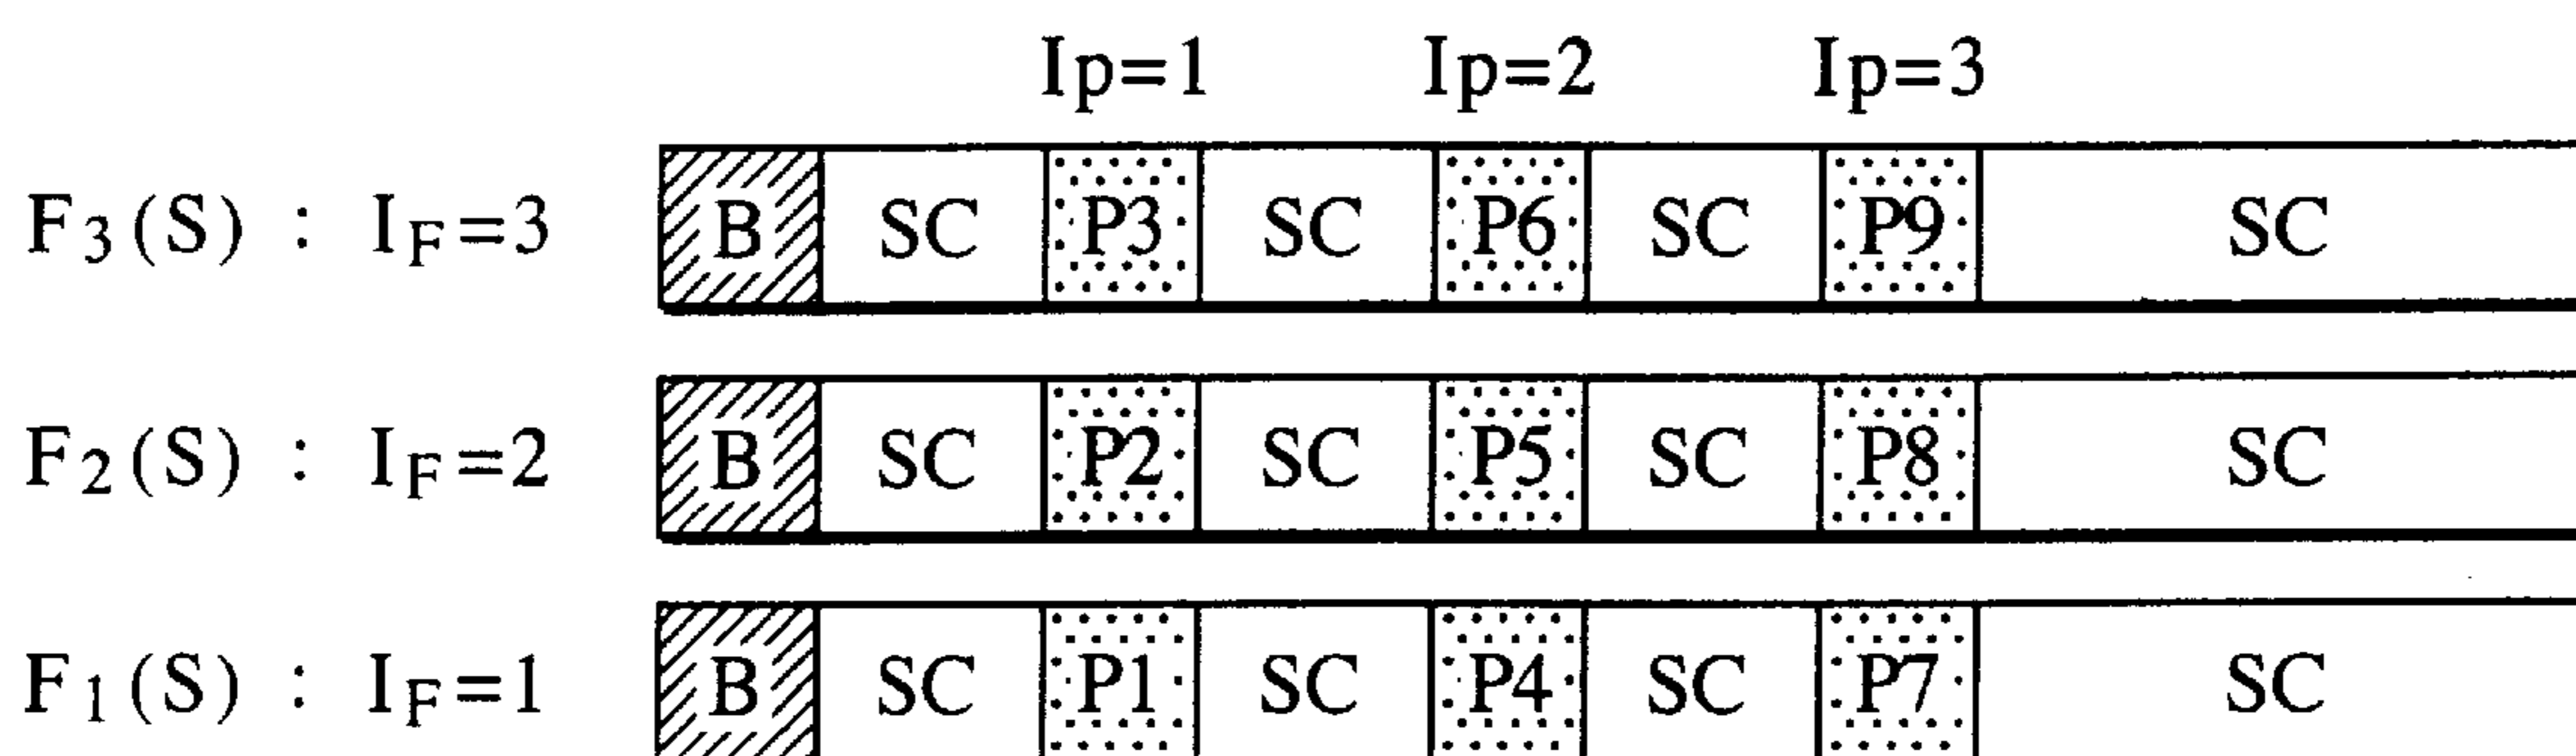 Ip=1 Ip=2 Ip=3
F3(S) : IF=3 B SC P3 SC P6 SC P9 SC
F2(S) : IF=2 B SC P2 SC P5 SC P8 SC
F1(S) : IF=1 B SC P1 SC P4 SC P7 SC